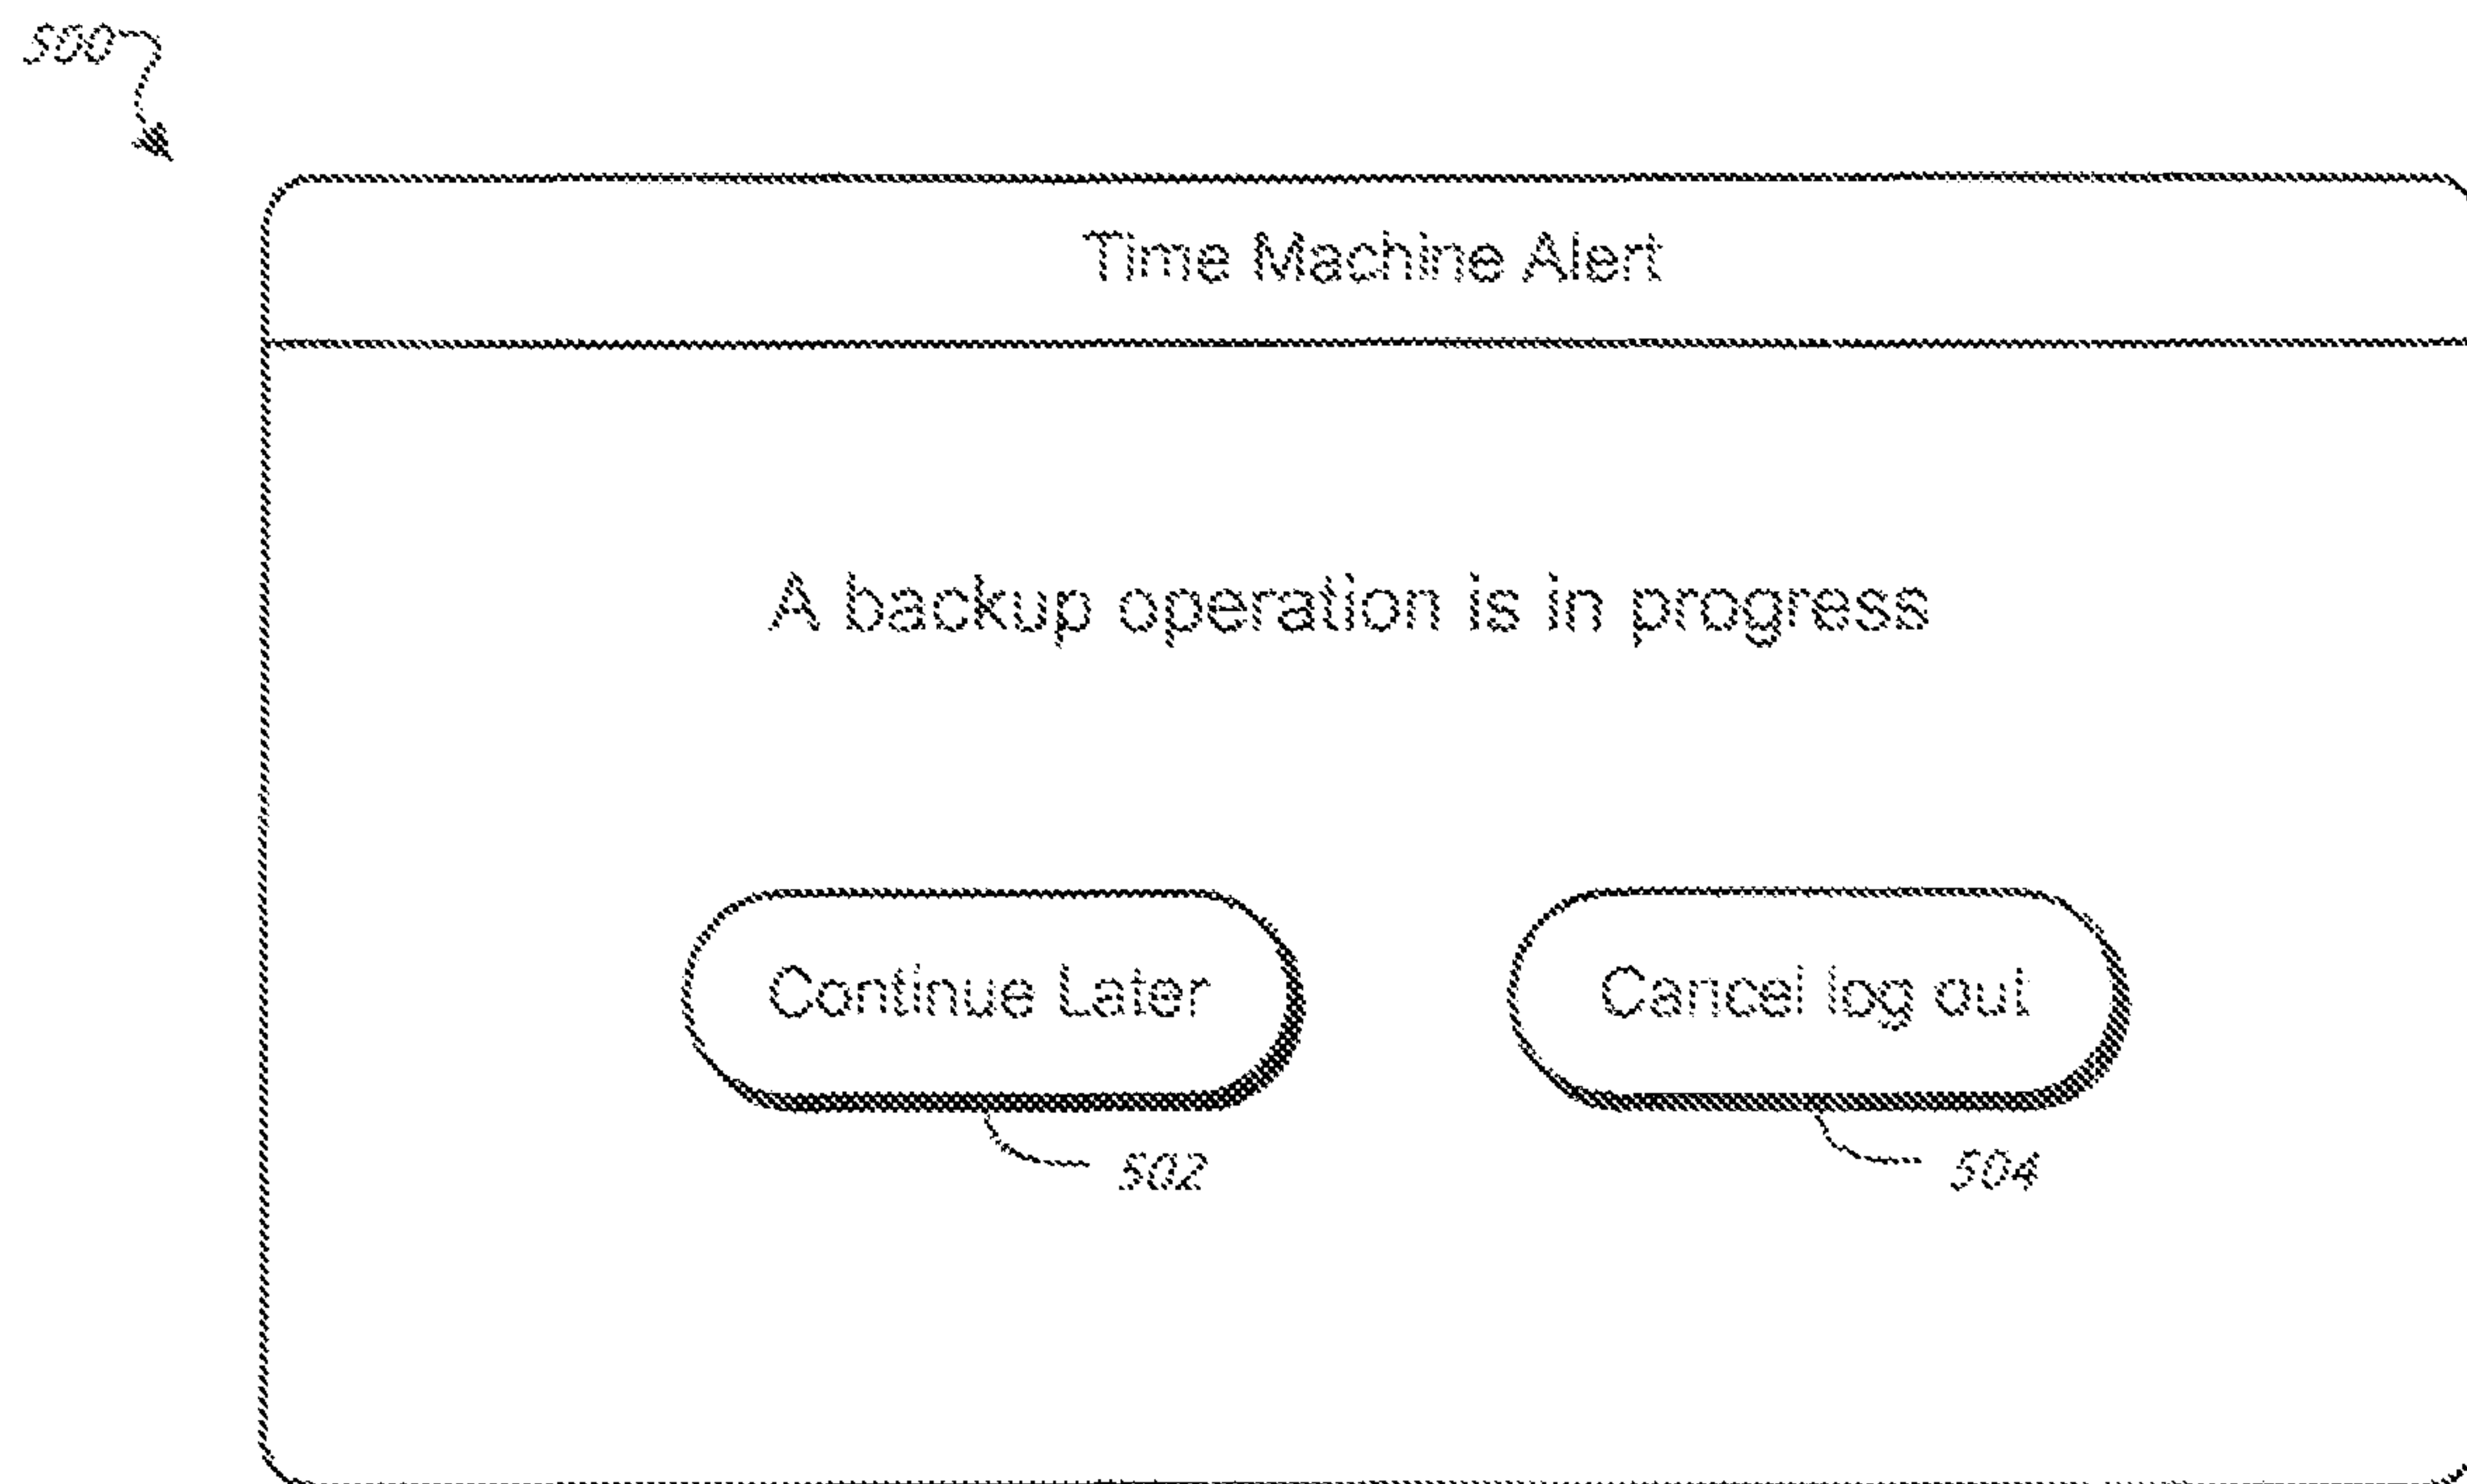 500
Time Machine Alert
A backup operation is in progress
Continue Later
Cancel log out
502
504